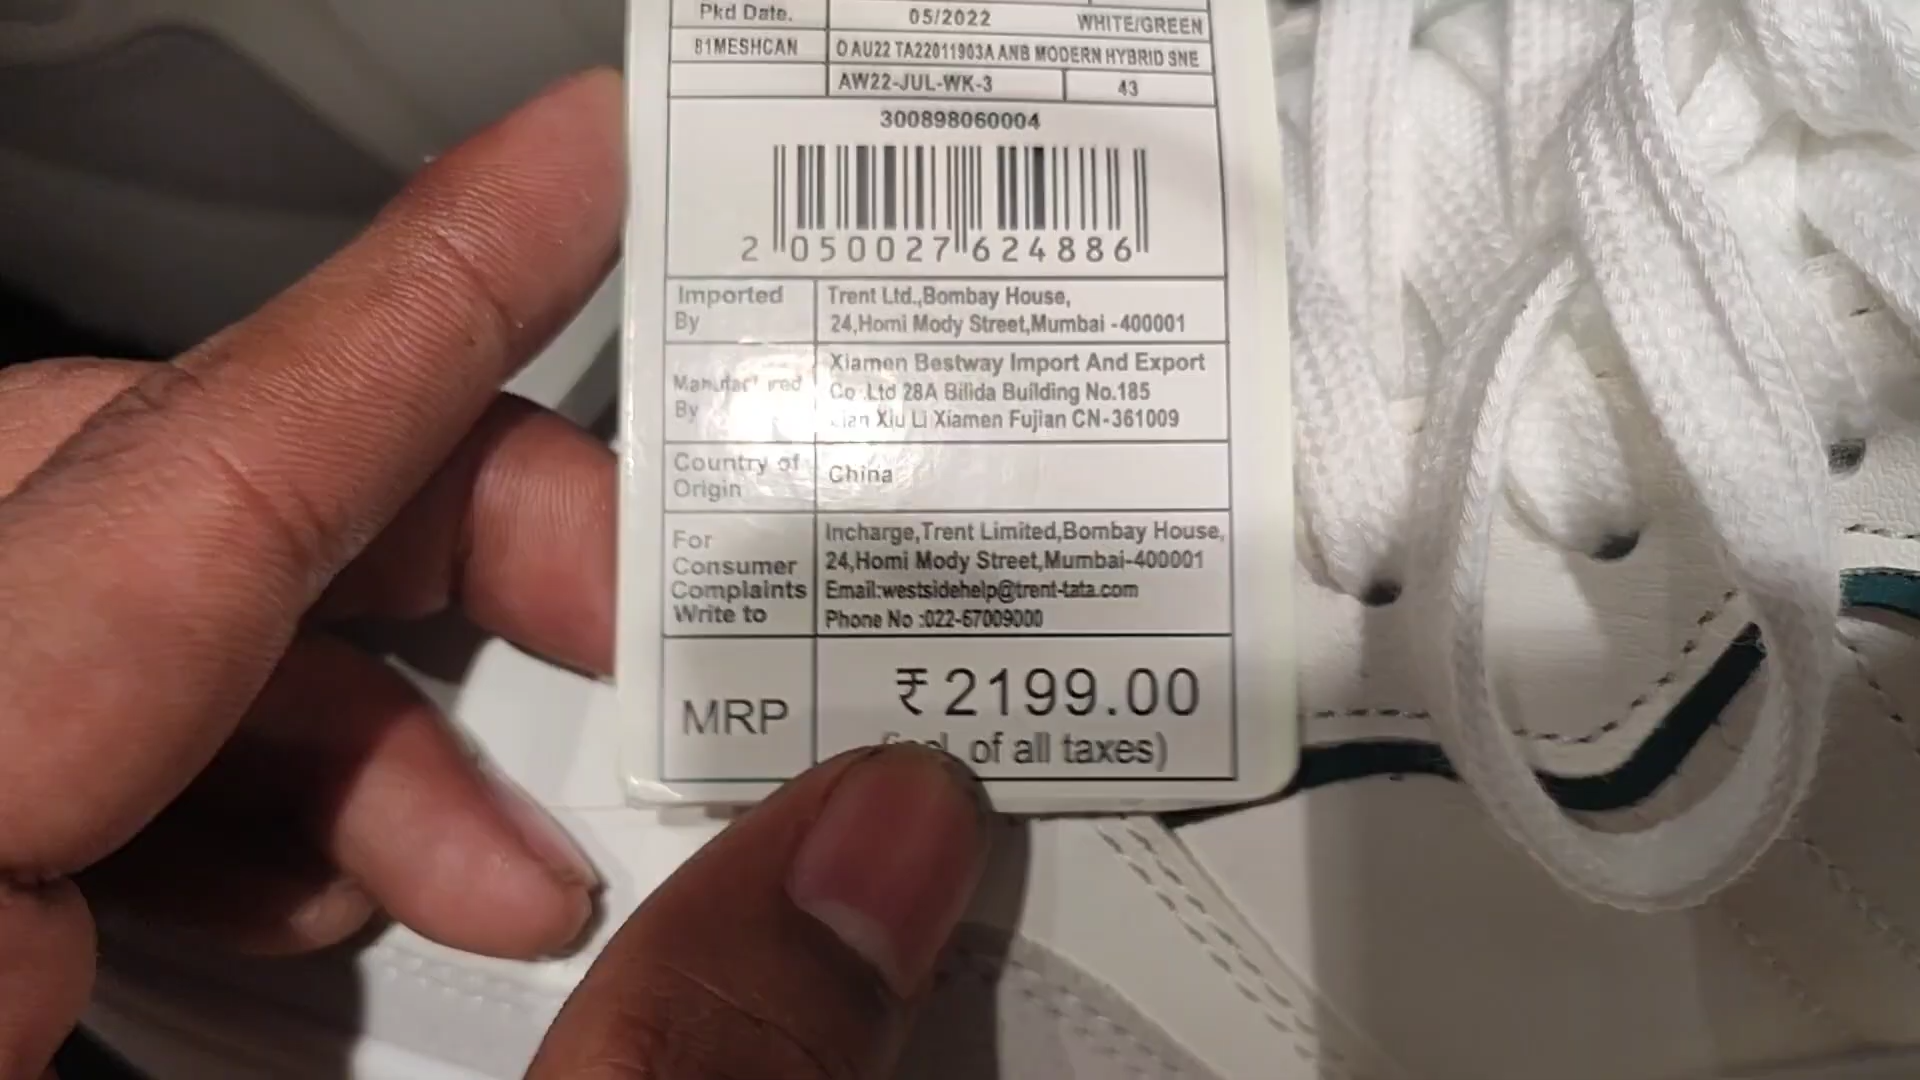 Pkd Date. 05/2022 WHITE/GREEN
81MESHCAN O AU22 TA22011903A ANB MODERN HYBRID SNE
AW22-JUL-WK-3 43
300898060004
2 050027 624886
Imported By
Trent Ltd.,Bombay House,
24,Homi Mody Street,Mumbai -400001
Manufactured By
Xiamen Bestway Import And Export
Co .Ltd 28A Bilida Building No.185
Xiu Li Xiamen Fujian CN-361009
Country of Origin
China
For Consumer Complaints Write to
Incharge,Trent Limited,Bombay House,
24,Homi Mody Street,Mumbai-400001
Email:westsidehelp@trent-tata.com
Phone No :022-67009000
MRP ₹2199.00
of all taxes)